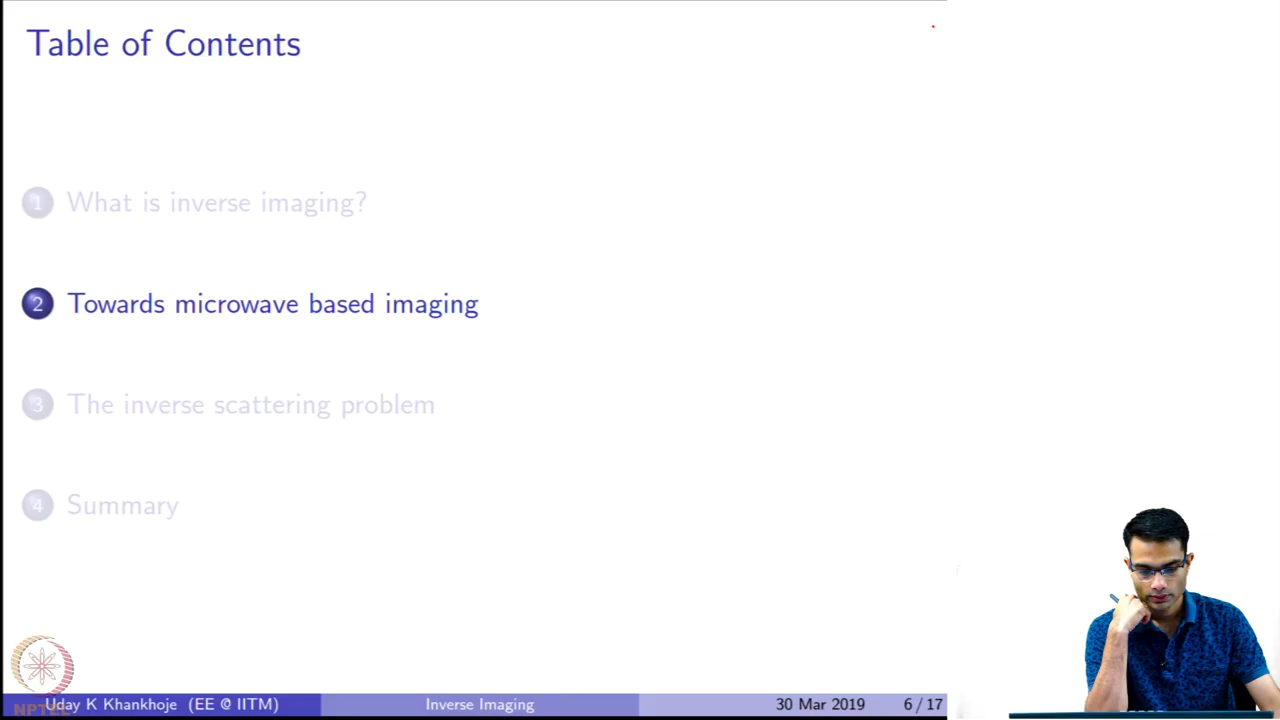 Table of Contents
1 What is inverse imaging?
2 Towards microwave based imaging
3 The inverse scattering problem
4 Summary
NPTEL
Uday K Khankhoje (EE @ IITM) Inverse Imaging 30 Mar 2019 6 / 17